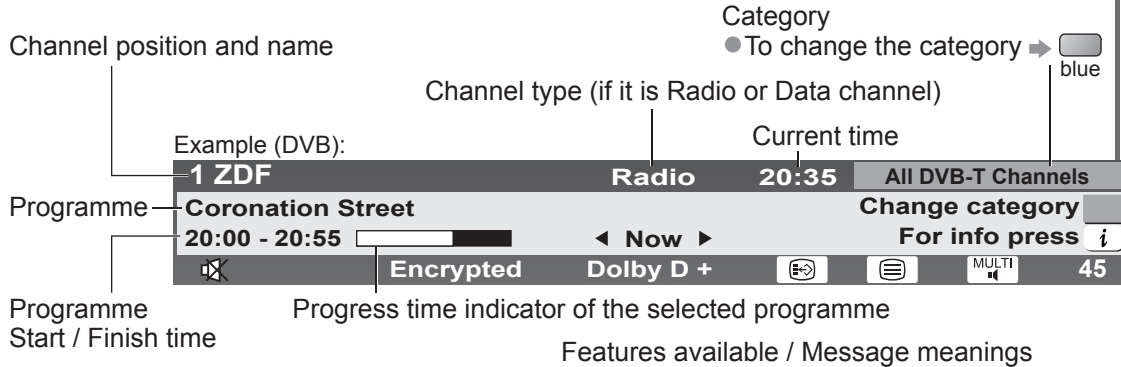 Category
Channel position and name
●To change the category
blue
Channel type (if it is Radio or Data channel)
Current time
Example (DVB):
1 ZDF Radio 20:35 All DVB-T Channels
Programme
Coronation Street Change category
20:00 - 20:55 ◄ Now ► For info press i
Encrypted Dolby D + MULTI 45
Programme
Start / Finish time
Progress time indicator of the selected programme
Features available / Message meanings